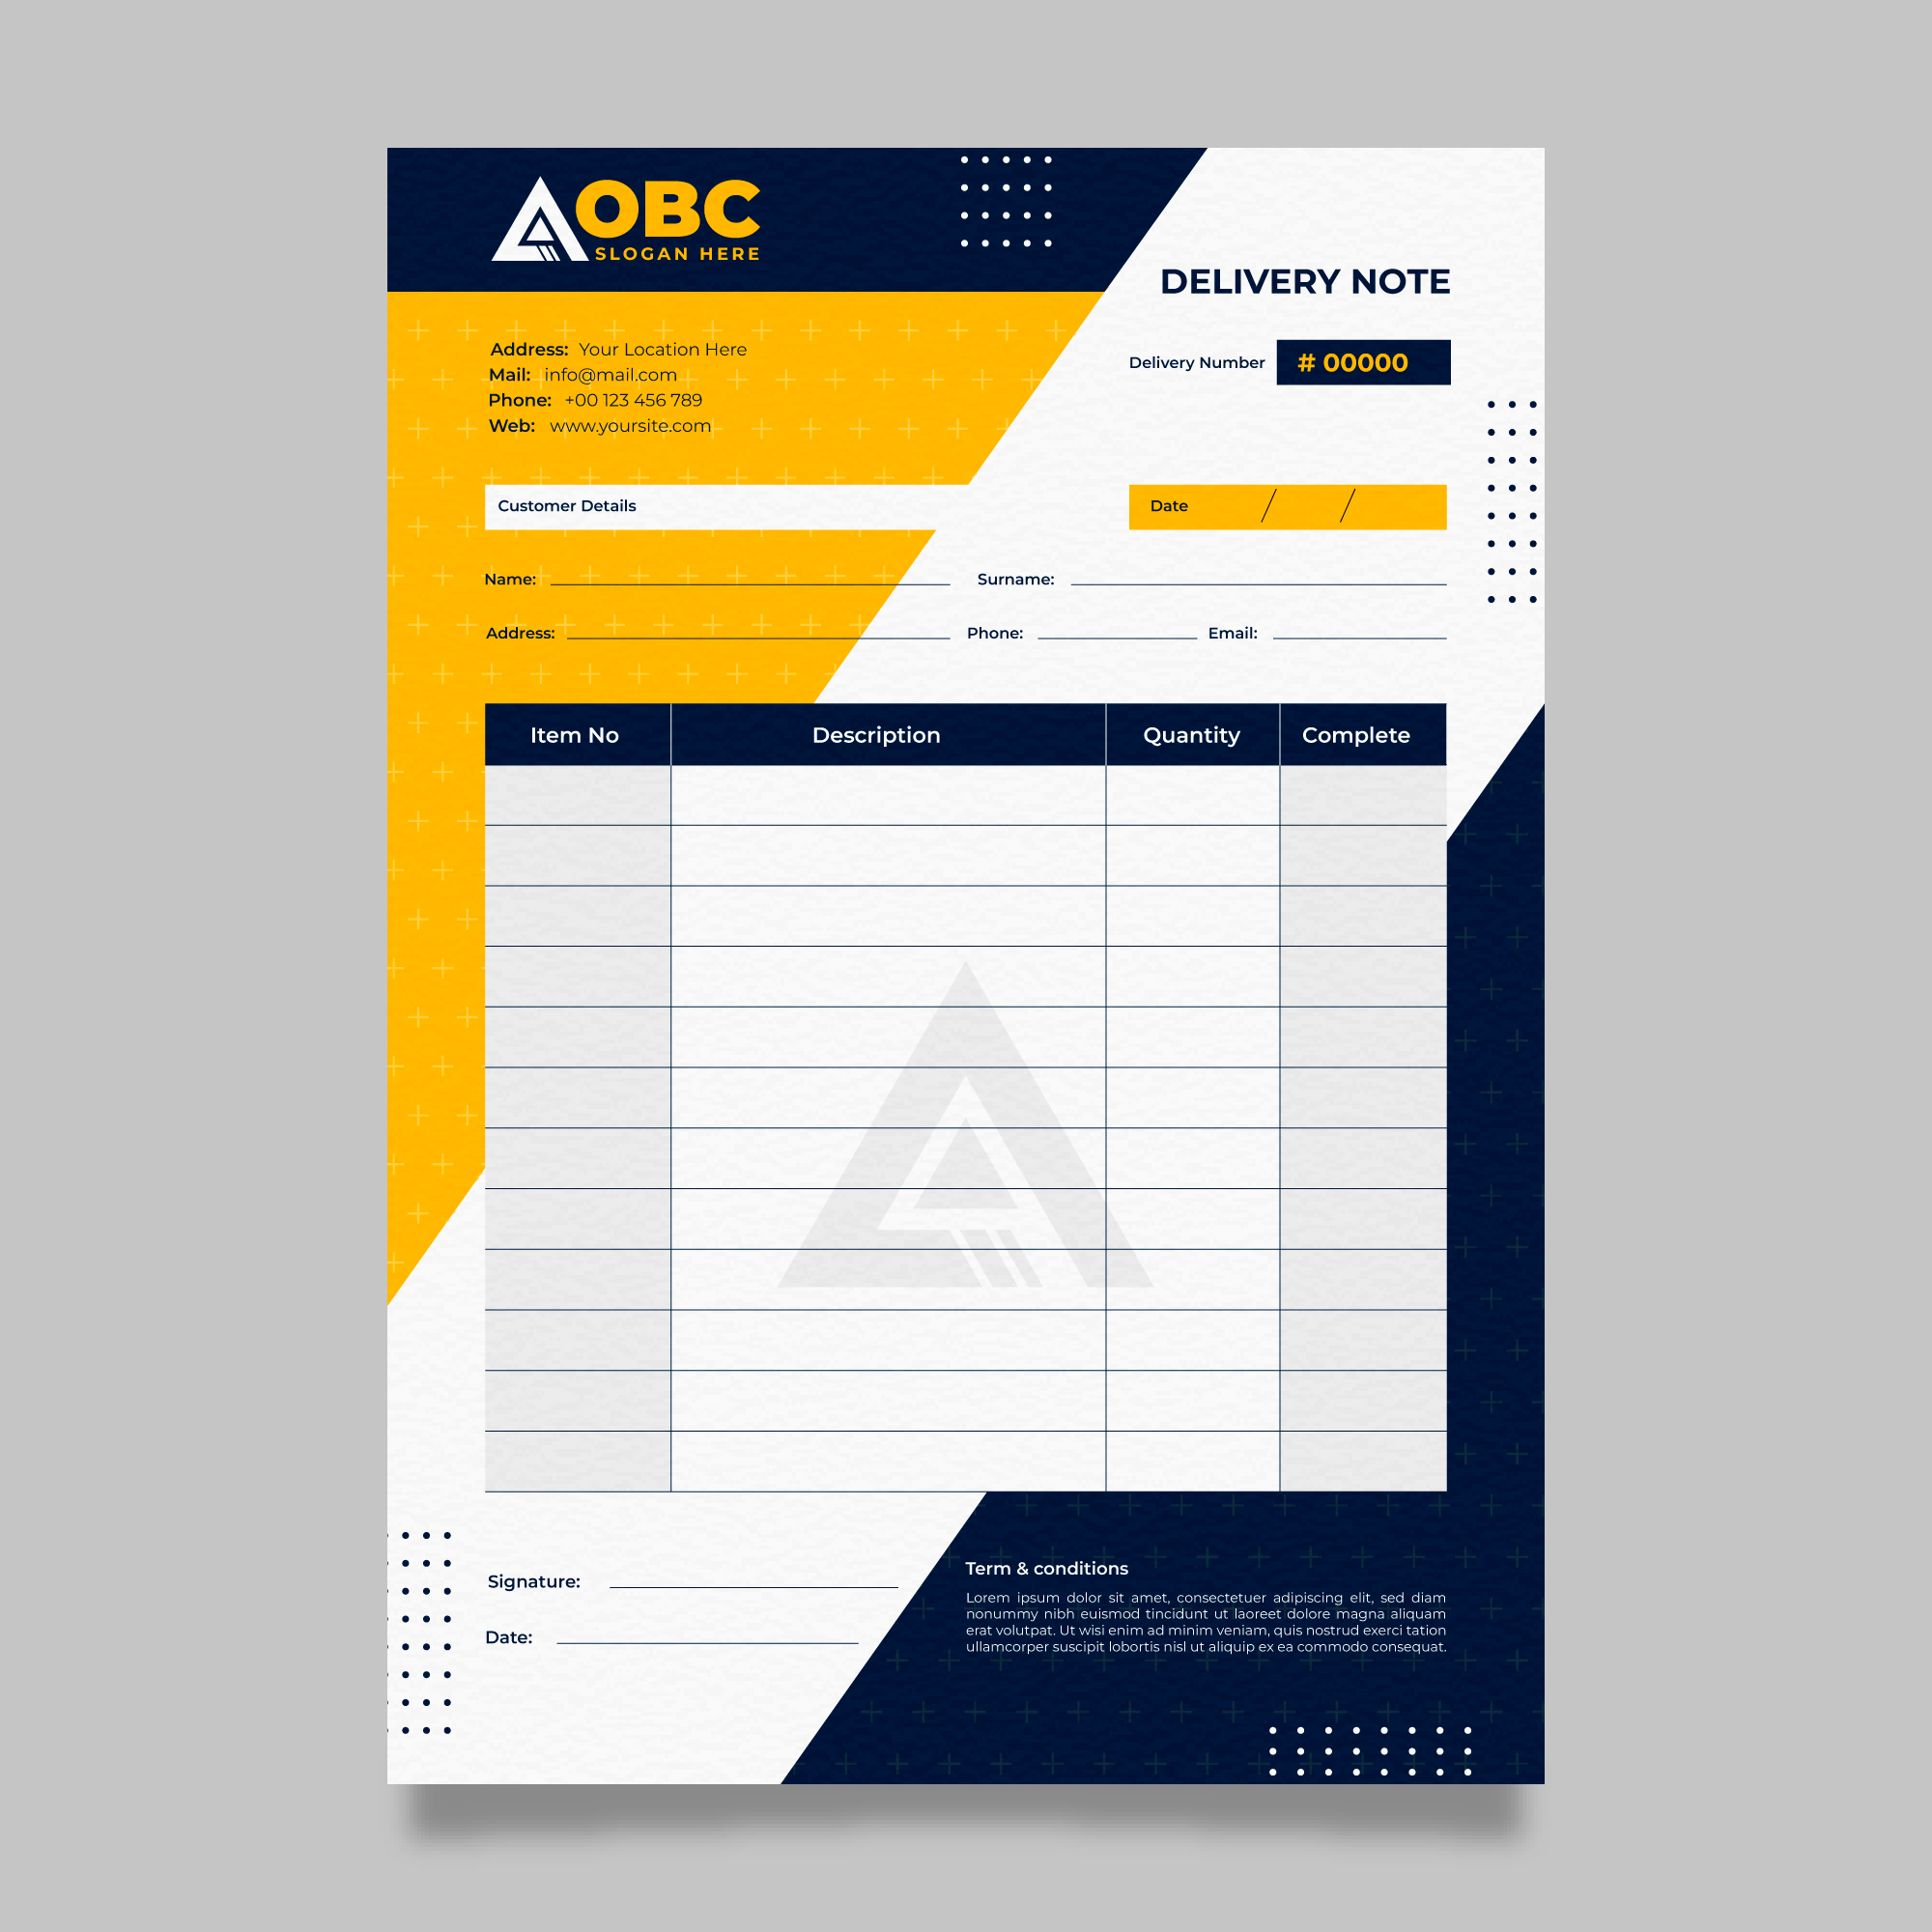 OBC
SLOGAN HERE
DELIVERY NOTE
Address: Your Location Here
Mail: info@mail.com
Phone: +00 123 456 789
Web: www.yoursite.com
Delivery Number # 00000
Customer Details
Date / /
Name: Surname:
Address: Phone: Email:
Item No Description Quantity Complete
Signature:
Date:
Term & conditions
Lorem ipsum dolor sit amet, consectetuer adipiscing elit, sed diam
nonummy nibh euismod tincidunt ut laoreet dolore magna aliquam
erat volutpat. Ut wisi enim ad minim veniam, quis nostrud exerci tation
ullamcorper suscipit lobortis nisl ut aliquip ex ea commodo consequat.